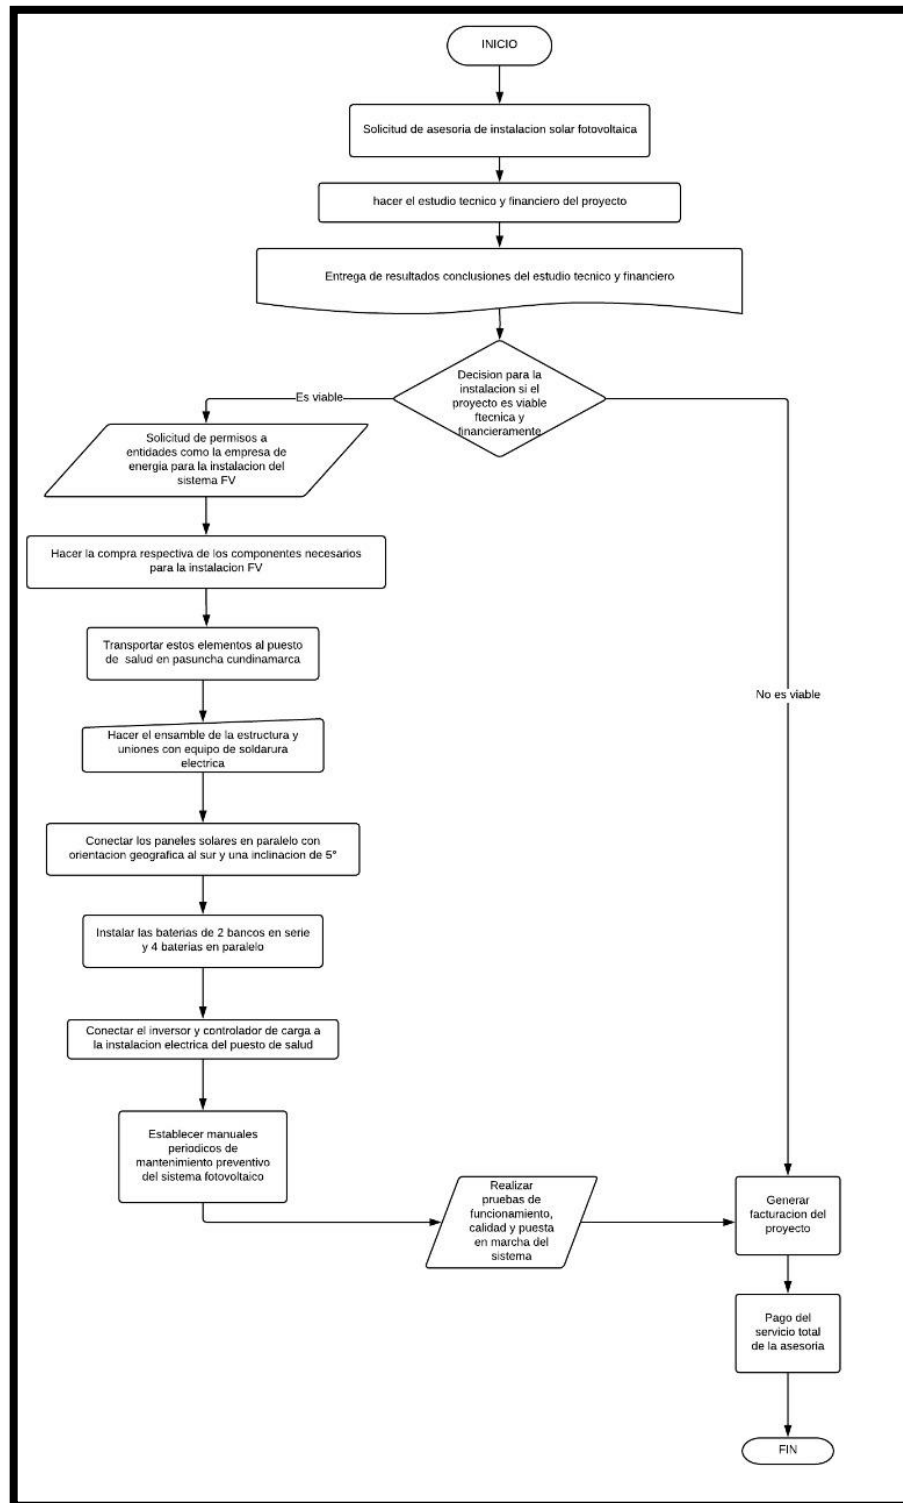 INICIO
Solicitud de asesoria de instalacion solar fotovoltaica
hacer el estudio tecnico y financiero del proyecto
Entrega de resultados conclusiones del estudio tecnico y financiero
Decision para la
instalacion si el
proyecto es viable
ftecnica y
financieramente
Es viable
Solicitud de permisos a
entidades como la empresa de
energia para la instalacion del
sistema FV
Hacer la compra respectiva de los componentes necesarios
para la instalacion FV
Transportar estos elementos al puesto
de salud en pasuncha cundinamarca
No es viable
Hacer el ensamble de la estructura y
uniones con equipo de soldarura
electrica
Conectar los paneles solares en paralelo con
orientacion geografica al sur y una inclinacion de 5°
Instalar las baterias de 2 bancos en serie
y 4 baterias en paralelo
Conectar el inversor y controlador de carga a
la instalacion electrica del puesto de salud
Establecer manuales
periodicos de
mantenimiento preventivo
del sistema fotovoltaico
Realizar
pruebas de
funcionamiento,
calidad y puesta
en marcha del
sistema
Generar
facturacion del
proyecto
Pago del
servicio total
de la asesoria
FIN